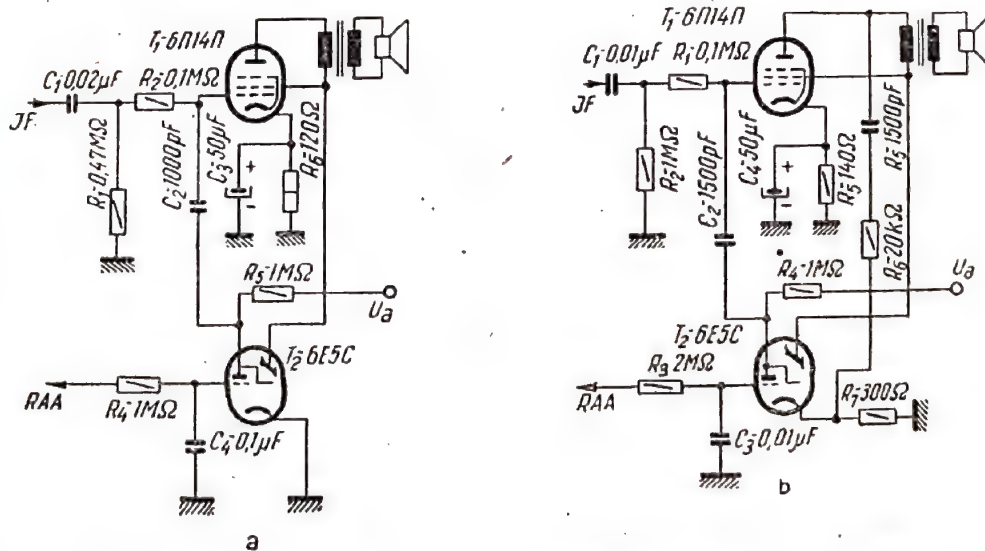 T₁-6П14П
C₁-0,02μF
R₂-0,1MΩ
JF
R₁-0,47MΩ
C₂-1000pF
C₃-50μF
+
-
R₆-120Ω
R₅-1MΩ
Ua
T₂-6E5C
RAA
R₄-1MΩ
C₄-0,1μF
a
T₁-6П14П
C₁-0,01μF
R₁-0,1MΩ
JF
R₂-1MΩ
C₂-1500pF
C₄-50μF
+
-
R₅-140Ω
R₅-1500pF
R₆-20kΩ
R₄-1MΩ
Ua
T₂-6E5C
R₃-2MΩ
RAA
R₇-300Ω
C₃-0,01μF
b